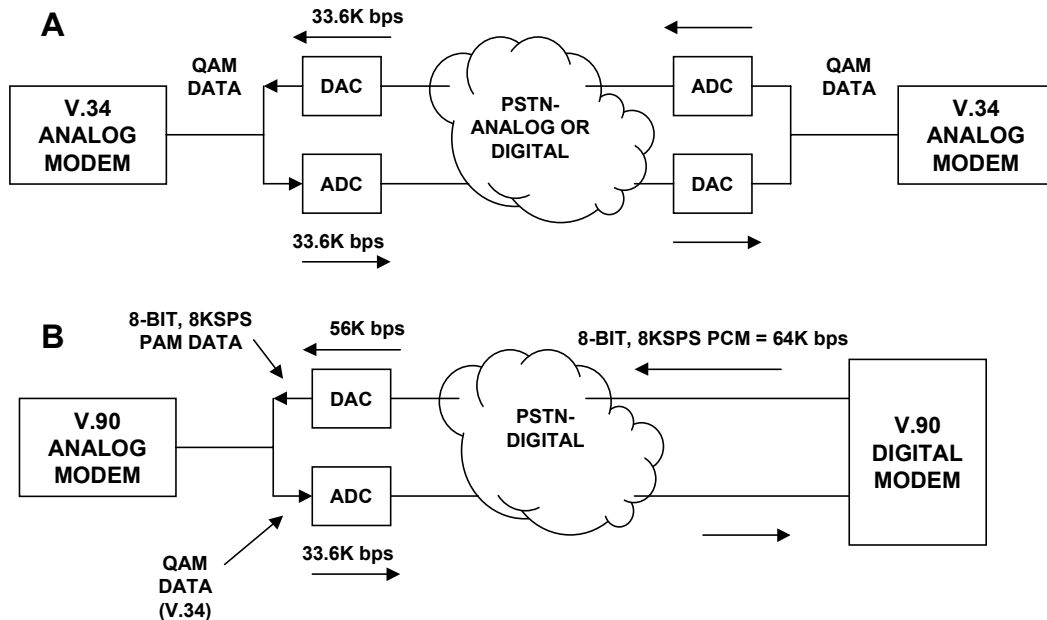 A
33.6K bps
QAM
DATA
DAC
ADC
QAM
DATA
V.34
ANALOG
MODEM
PSTN-
ANALOG OR
DIGITAL
V.34
ANALOG
MODEM
ADC
DAC
33.6K bps
B
8-BIT, 8KSPS
PAM DATA
56K bps
8-BIT, 8KSPS PCM = 64K bps
DAC
V.90
ANALOG
MODEM
PSTN-
DIGITAL
V.90
DIGITAL
MODEM
ADC
QAM
DATA
(V.34)
33.6K bps